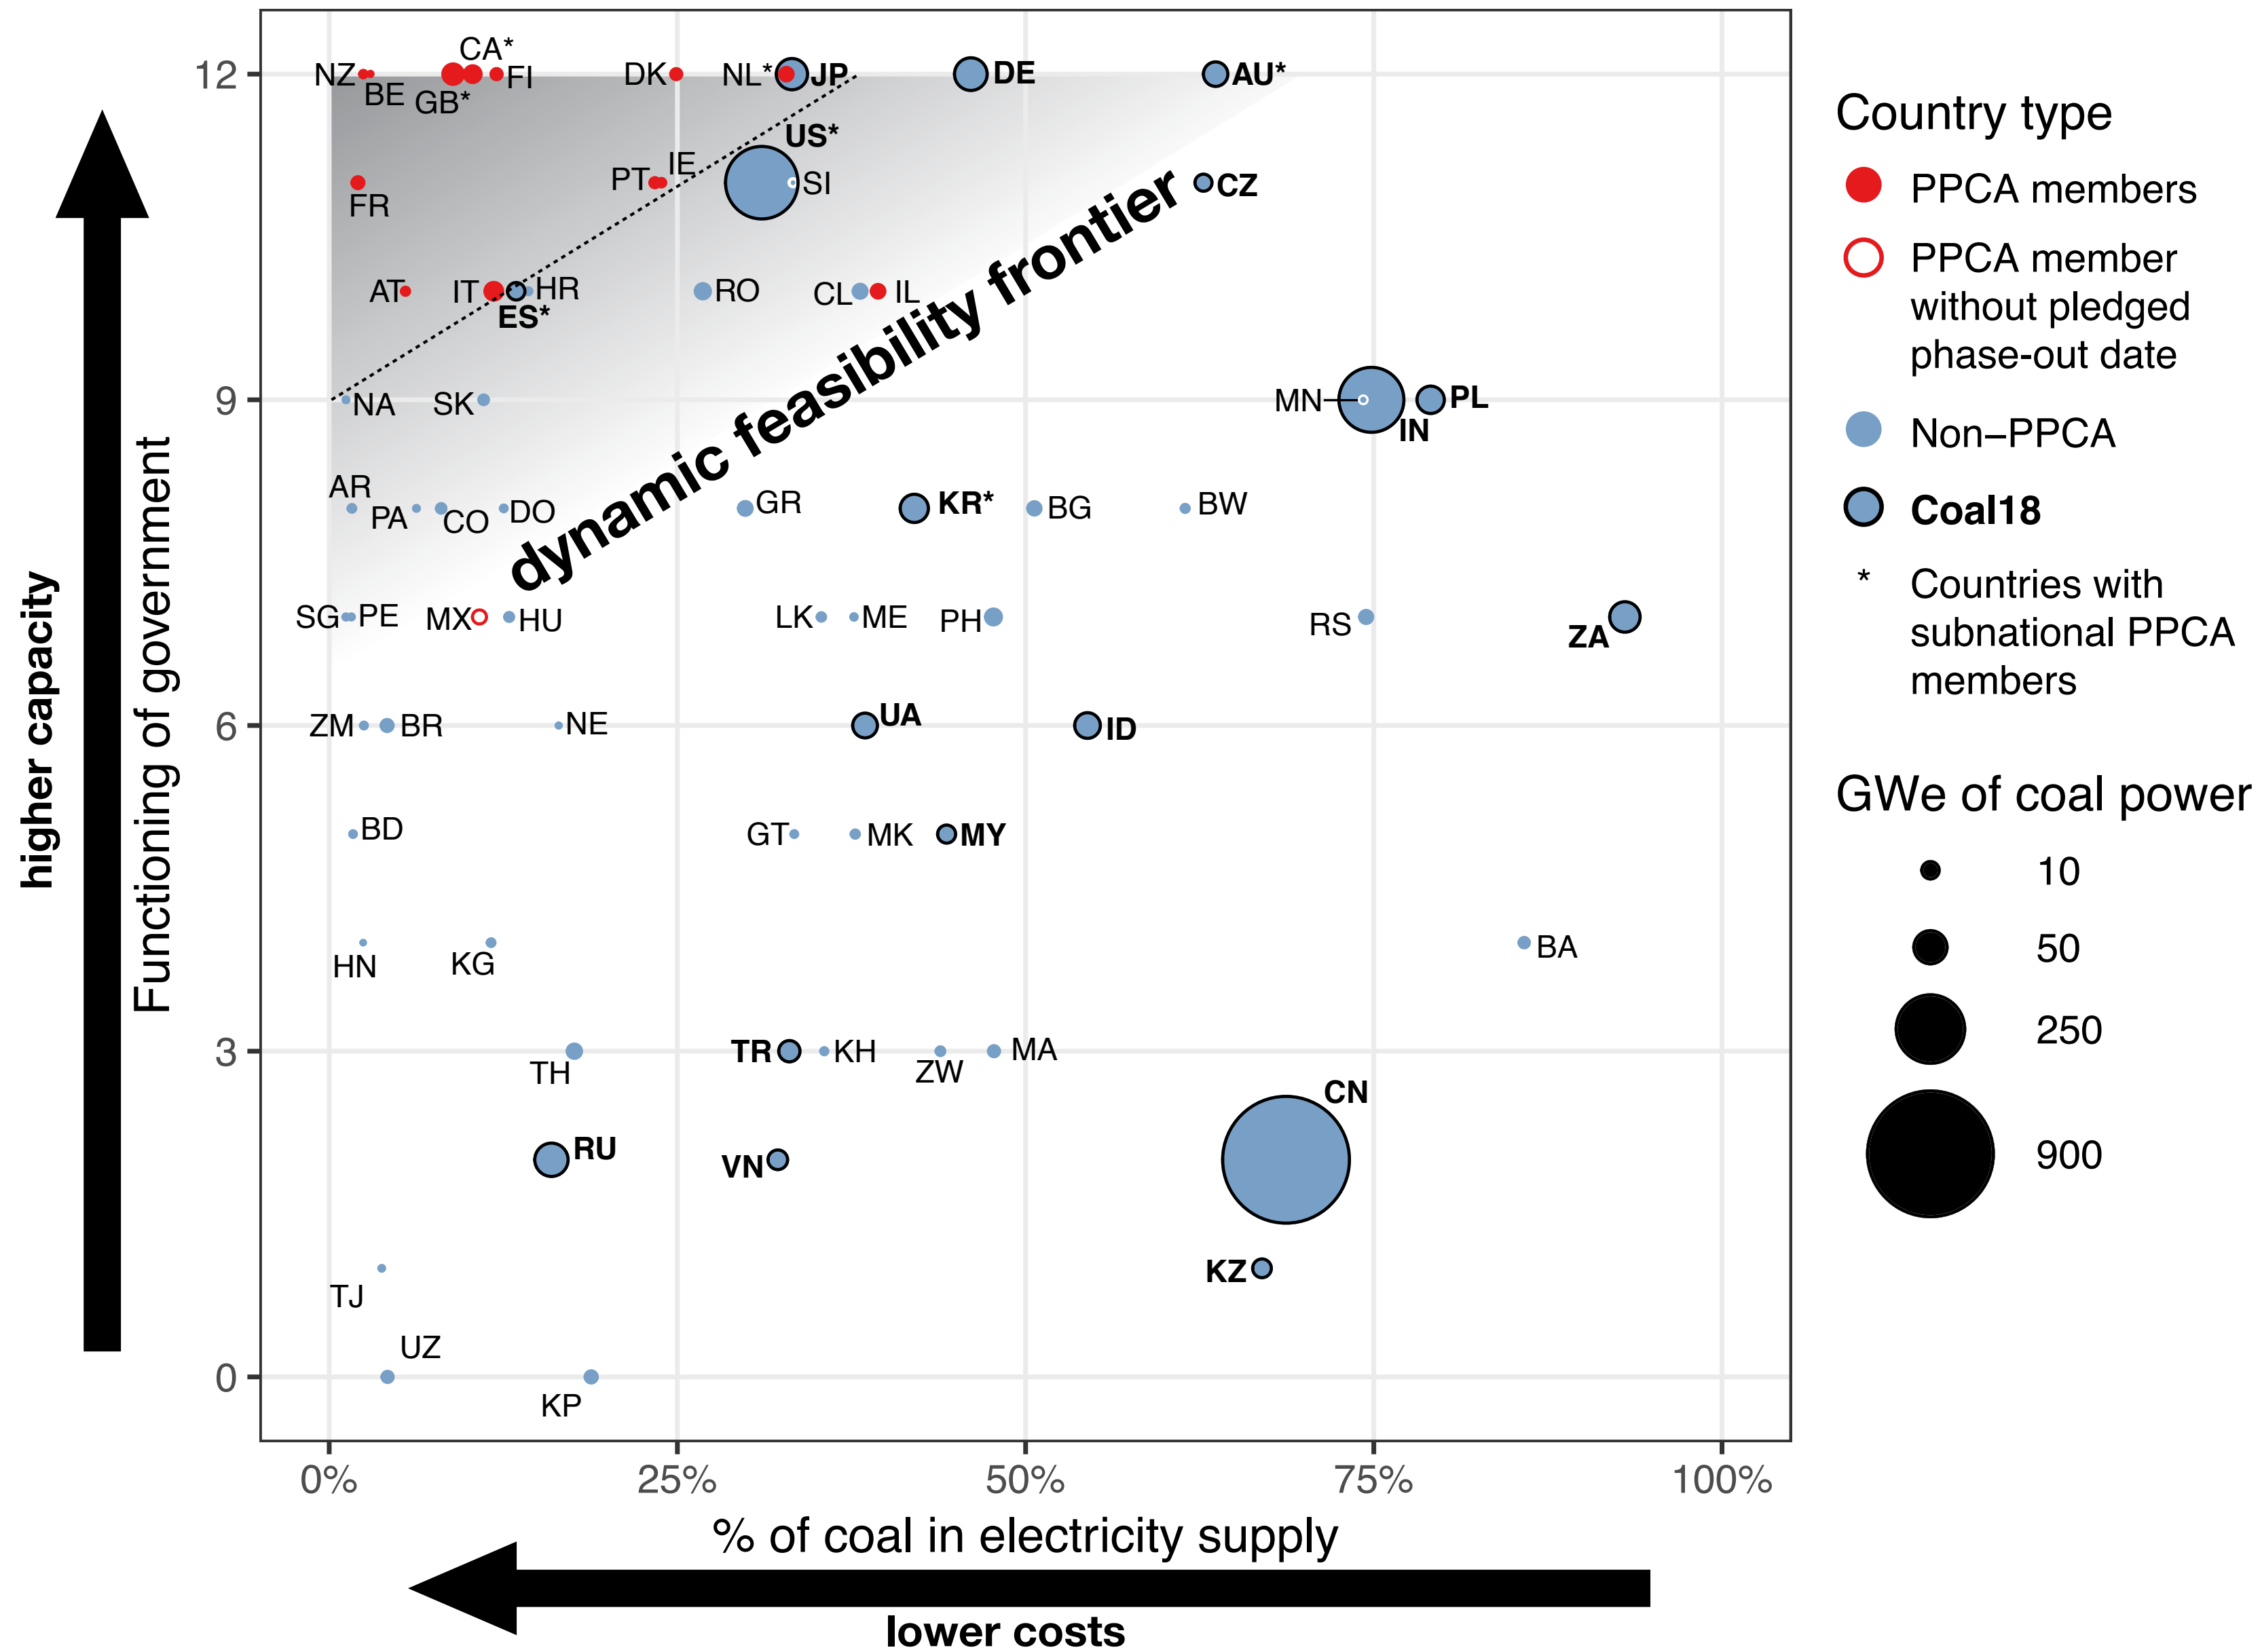 CA*
NZ
BE
GB*
FI
DK
NL*
JP
DE
AU*
US*
FR
PT
IE
SI
CZ
AT
IT
ES*
HR
RO
CL
IL
dynamic feasibility frontier
NA
SK
MN
IN
PL
AR
PA
CO
DO
GR
KR*
BG
BW
SG
PE
MX
HU
LK
ME
PH
RS
ZA
ZM
BR
NE
UA
ID
BD
GT
MK
MY
HN
KG
BA
TH
TR
KH
ZW
MA
CN
RU
VN
KZ
TJ
UZ
KP
12
9
6
3
0
higher capacity
Functioning of government
0%
25%
50%
75%
100%
% of coal in electricity supply
lower costs
Country type
PPCA members
PPCA member
without pledged
phase-out date
Non–PPCA
Coal18
* Countries with
subnational PPCA
members
GWe of coal power
10
50
250
900